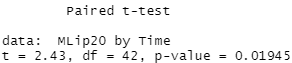 Paired t-test
data: MLip20 by Time
t = 2.43, df = 42, p-value = 0.01945